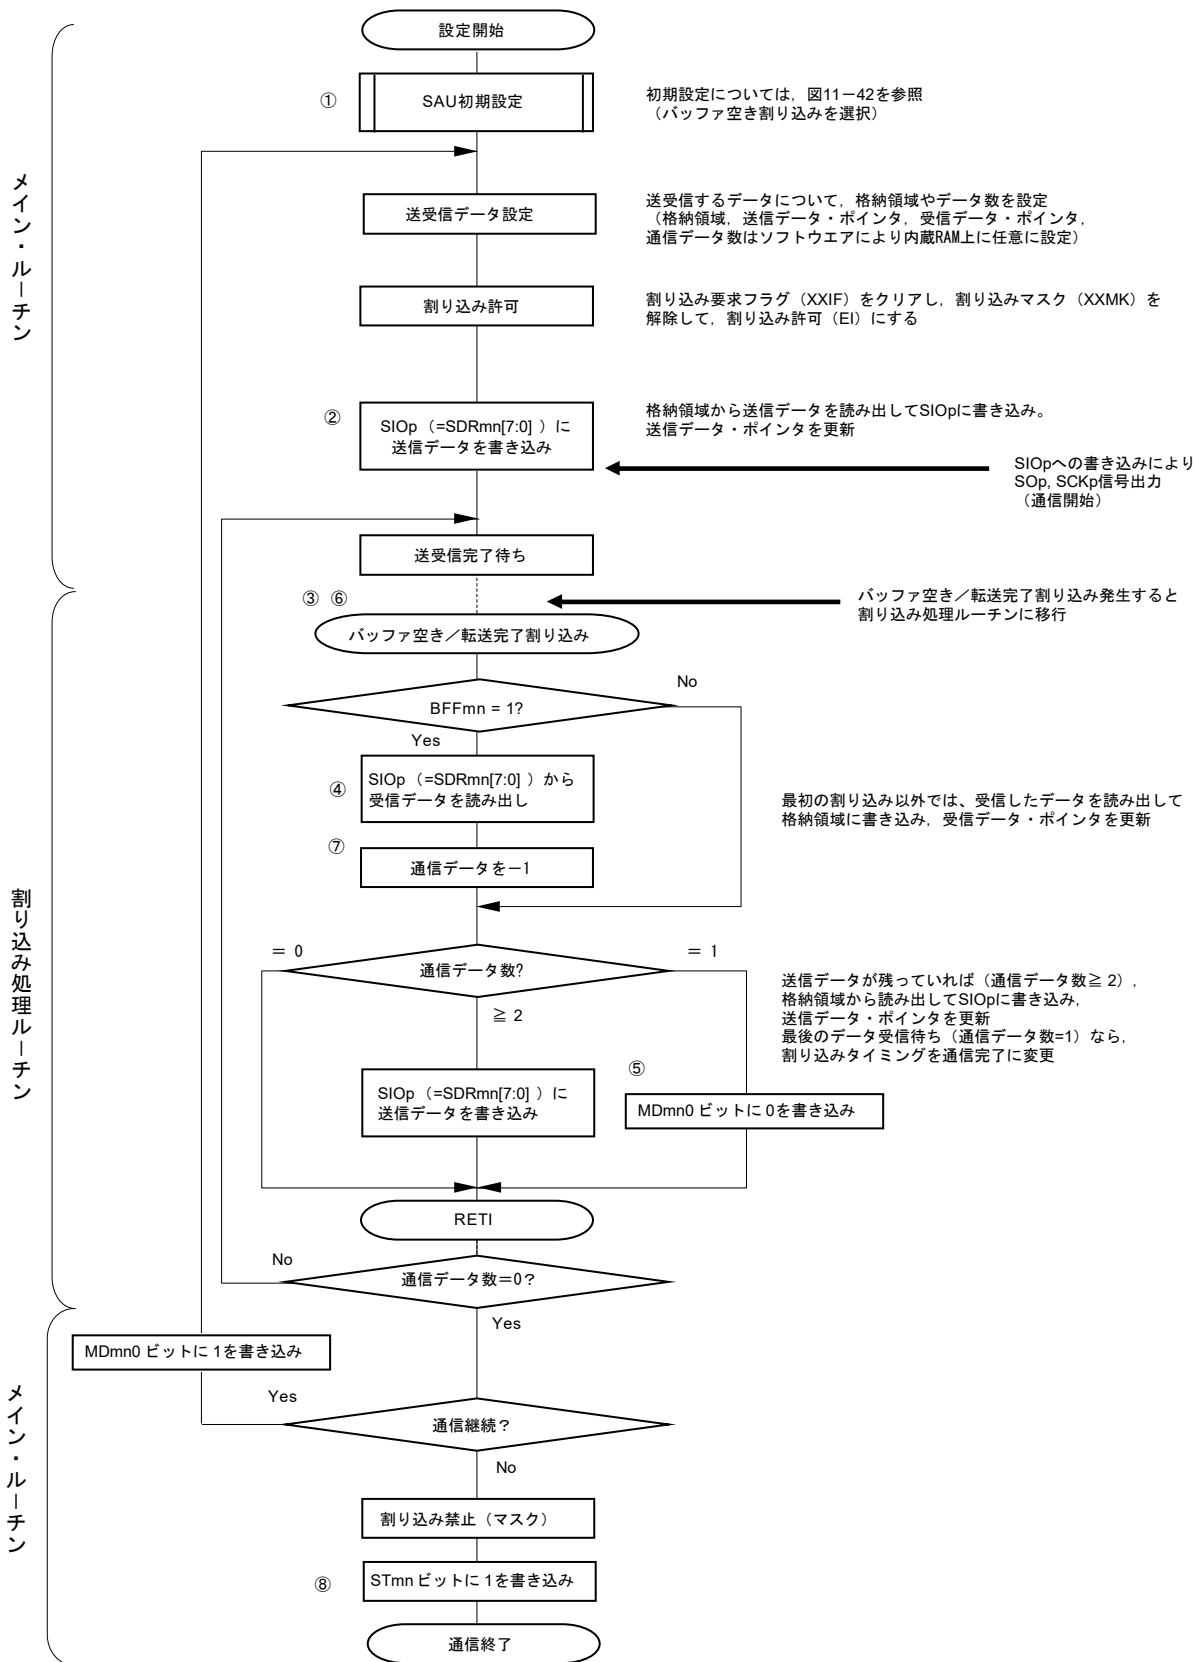 メイン・ルーチン
設定開始
①
SAU初期設定
初期設定については，図11－42を参照
（バッファ空き割り込みを選択）
送受信データ設定
送受信するデータについて，格納領域やデータ数を設定
（格納領域，送信データ・ポインタ，受信データ・ポインタ，
通信データ数はソフトウエアにより内蔵RAM上に任意に設定）
割り込み許可
割り込み要求フラグ（XXIF）をクリアし，割り込みマスク（XXMK）を
解除して，割り込み許可（EI）にする
②
SIOp（=SDRmn[7:0]）に
送信データを書き込み
格納領域から送信データを読み出してSIOpに書き込み。
送信データ・ポインタを更新
SIOpへの書き込みにより
SOp, SCKp信号出力
（通信開始）
送受信完了待ち
割り込み処理ルーチン
③ ⑥
バッファ空き／転送完了割り込み発生すると
割り込み処理ルーチンに移行
バッファ空き／転送完了割り込み
BFFmn = 1?
No
Yes
④
SIOp（=SDRmn[7:0]）から
受信データを読み出し
最初の割り込み以外では、受信したデータを読み出して
格納領域に書き込み，受信データ・ポインタを更新
⑦
通信データを－1
通信データ数?
＝ 0
＝ 1
≧ 2
送信データが残っていれば（通信データ数≧ 2），
格納領域から読み出してSIOpに書き込み，
送信データ・ポインタを更新
最後のデータ受信待ち（通信データ数=1）なら，
割り込みタイミングを通信完了に変更
SIOp（=SDRmn[7:0]）に
送信データを書き込み
⑤
MDmn0 ビットに 0を書き込み
RETI
No
通信データ数＝0？
Yes
メイン・ルーチン
MDmn0 ビットに 1を書き込み
Yes
通信継続？
No
割り込み禁止（マスク）
⑧
STmn ビットに 1を書き込み
通信終了